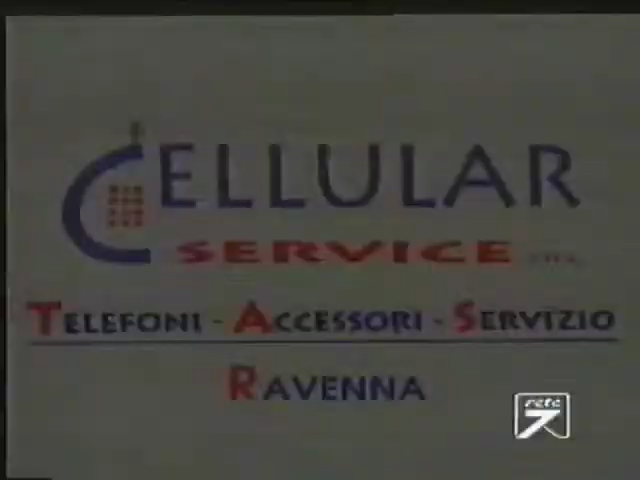 CELLULAR
SERVICE
TELEFONI - ACCESSORI - SERVIZIO
RAVENNA
rete
7